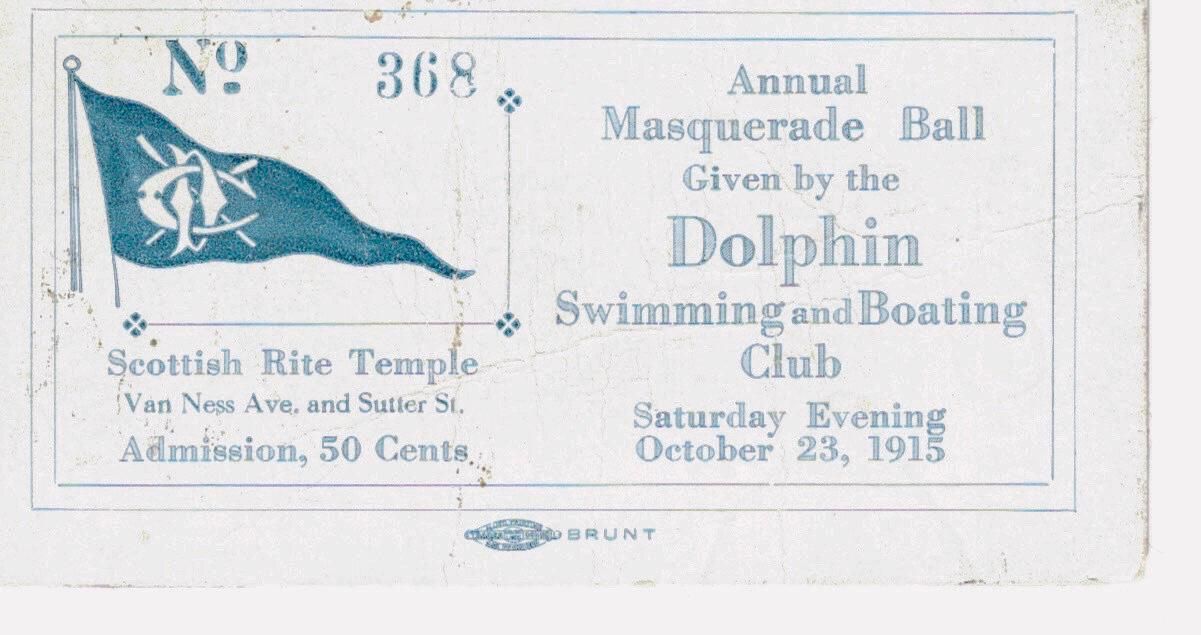 Nº 368
Scottish Rite Temple
Van Ness Ave. and Sutter St.
Admission, 50 Cents
Annual
Masquerade Ball
Given by the
Dolphin
Swimming and Boating
Club
Saturday Evening
October 23, 1915
BRUNT